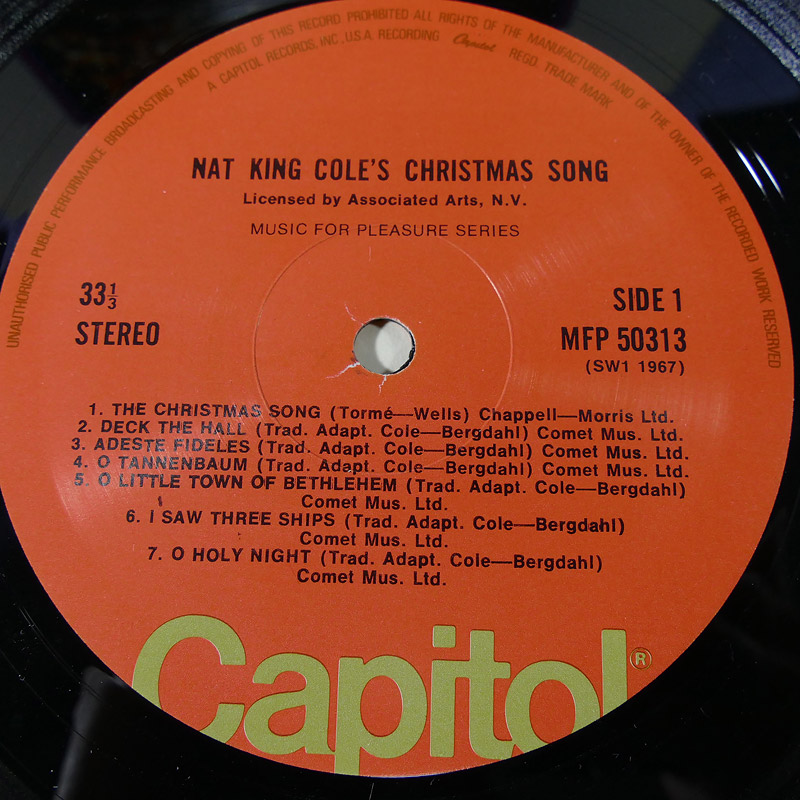 UNAUTHORISED PUBLIC PERFORMANCE BROADCASTING AND COPYING OF THIS RECORD PROHIBITED ALL RIGHTS OF THE MANUFACTURER AND OF THE OWNER OF THE RECORDED WORK RESERVED
A CAPITOL RECORDS, INC., U.S.A. RECORDING Capitol REGD. TRADE MARK
NAT KING COLE'S CHRISTMAS SONG
Licensed by Associated Arts, N.V.
MUSIC FOR PLEASURE SERIES
33⅓ SIDE 1
STEREO MFP 50313
(SW1 1967)
1. THE CHRISTMAS SONG (Tormé—Wells) Chappell—Morris Ltd.
2. DECK THE HALL (Trad. Adapt. Cole—Bergdahl) Comet Mus. Ltd.
3. ADESTE FIDELES (Trad. Adapt. Cole—Bergdahl) Comet Mus. Ltd.
4. O TANNENBAUM (Trad. Adapt. Cole—Bergdahl) Comet Mus. Ltd.
5. O LITTLE TOWN OF BETHLEHEM (Trad. Adapt. Cole—Bergdahl)
Comet Mus. Ltd.
6. I SAW THREE SHIPS (Trad. Adapt. Cole—Bergdahl)
Comet Mus. Ltd.
7. O HOLY NIGHT (Trad. Adapt. Cole—Bergdahl)
Comet Mus. Ltd.
Capitol®